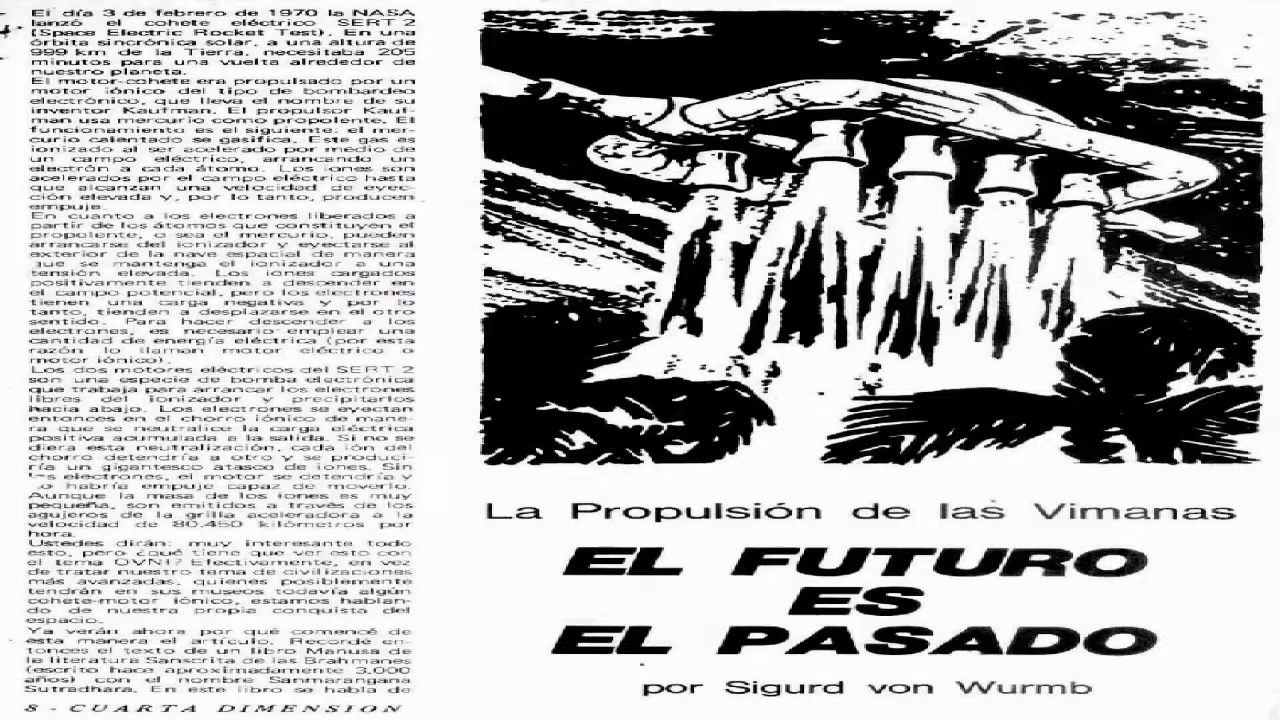 El día 3 de febrero de 1970 la NASA
lanzó el cohete eléctrico SERT 2
(Space Electric Rocket Test). En una
órbita sincrónica solar, a una altura de
999 km de la Tierra, necesitaba 205
minutos para una vuelta alrededor de
nuestro planeta.
El motor-cohete era propulsado por un
motor iónico del tipo de bombardeo
electrónico, que lleva el nombre de su
inventor Kaufman. El propulsor Kauf-
man usa mercurio como propolente. El
funcionamiento es el siguiente: el mer-
curio calentado se gasifica. Este gas es
ionizado al ser acelerado por medio de
un campo eléctrico, arrancando un
electrón a cada átomo. Los iones son
acelerados por el campo eléctrico hasta
que alcanzan una velocidad de eyec-
ción elevada y, por lo tanto, producen
empuje.
En cuanto a los electrones liberados a
partir de los átomos que constituyen el
propolente, o sea el mercurio, pueden
arrancarse del ionizador y eyectarse al
exterior de la nave espacial de manera
que se mantenga el ionizador a una
tensión elevada. Los iones cargados
positivamente tienden a descender en
el campo potencial, pero los electrones
tienen una carga negativa y por lo
tanto, tienden a desplazarse en el otro
sentido. Para hacer descender a los
electrones, es necesario emplear una
cantidad de energía eléctrica (por esta
razón lo llaman motor eléctrico o
motor iónico).
Los dos motores eléctricos del SERT 2
son una especie de bomba electrónica
que trabaja para arrancar los electrones
libres del ionizador y precipitarlos
hacia abajo. Los electrones se eyectan
entonces en el chorro iónico de mane-
ra que se neutralice la carga eléctrica
positiva acumulada a la salida. Si no se
diera esta neutralización, cada ión del
chorro detendría a otro y se produci-
ría un gigantesco atasco de iones. Sin
los electrones, el motor se detendría y
no habría empuje capaz de moverlo.
Aunque la masa de los iones es muy
pequeña, son emitidos a través de los
agujeros de la grilla aceleradora a la
velocidad de 80.450 kilómetros por
hora.
Ustedes dirán: muy interesante todo
esto, pero ¿qué tiene que ver esto con
el tema OVNI? Efectivamente, en vez
de tratar nuestro tema de civilizaciones
más avanzadas, quienes posiblemente
tendrán en sus museos todavía algún
cohete-motor iónico, estamos hablan-
do de nuestra propia conquista del
espacio.
Ya verán ahora por qué comencé de
esta manera el artículo. Recordé en-
tonces el texto de un libro Manusa de
la literatura Sanscrita de las Brahmanes
(escrito hace aproximadamente 3.000
años) con el nombre Sanmarangana
Sutradhara. En este libro se habla de
8 - CUARTA DIMENSION
La Propulsión de las Vimanas
EL FUTURO
ES
EL PASADO
por Sigurd von Wurmb